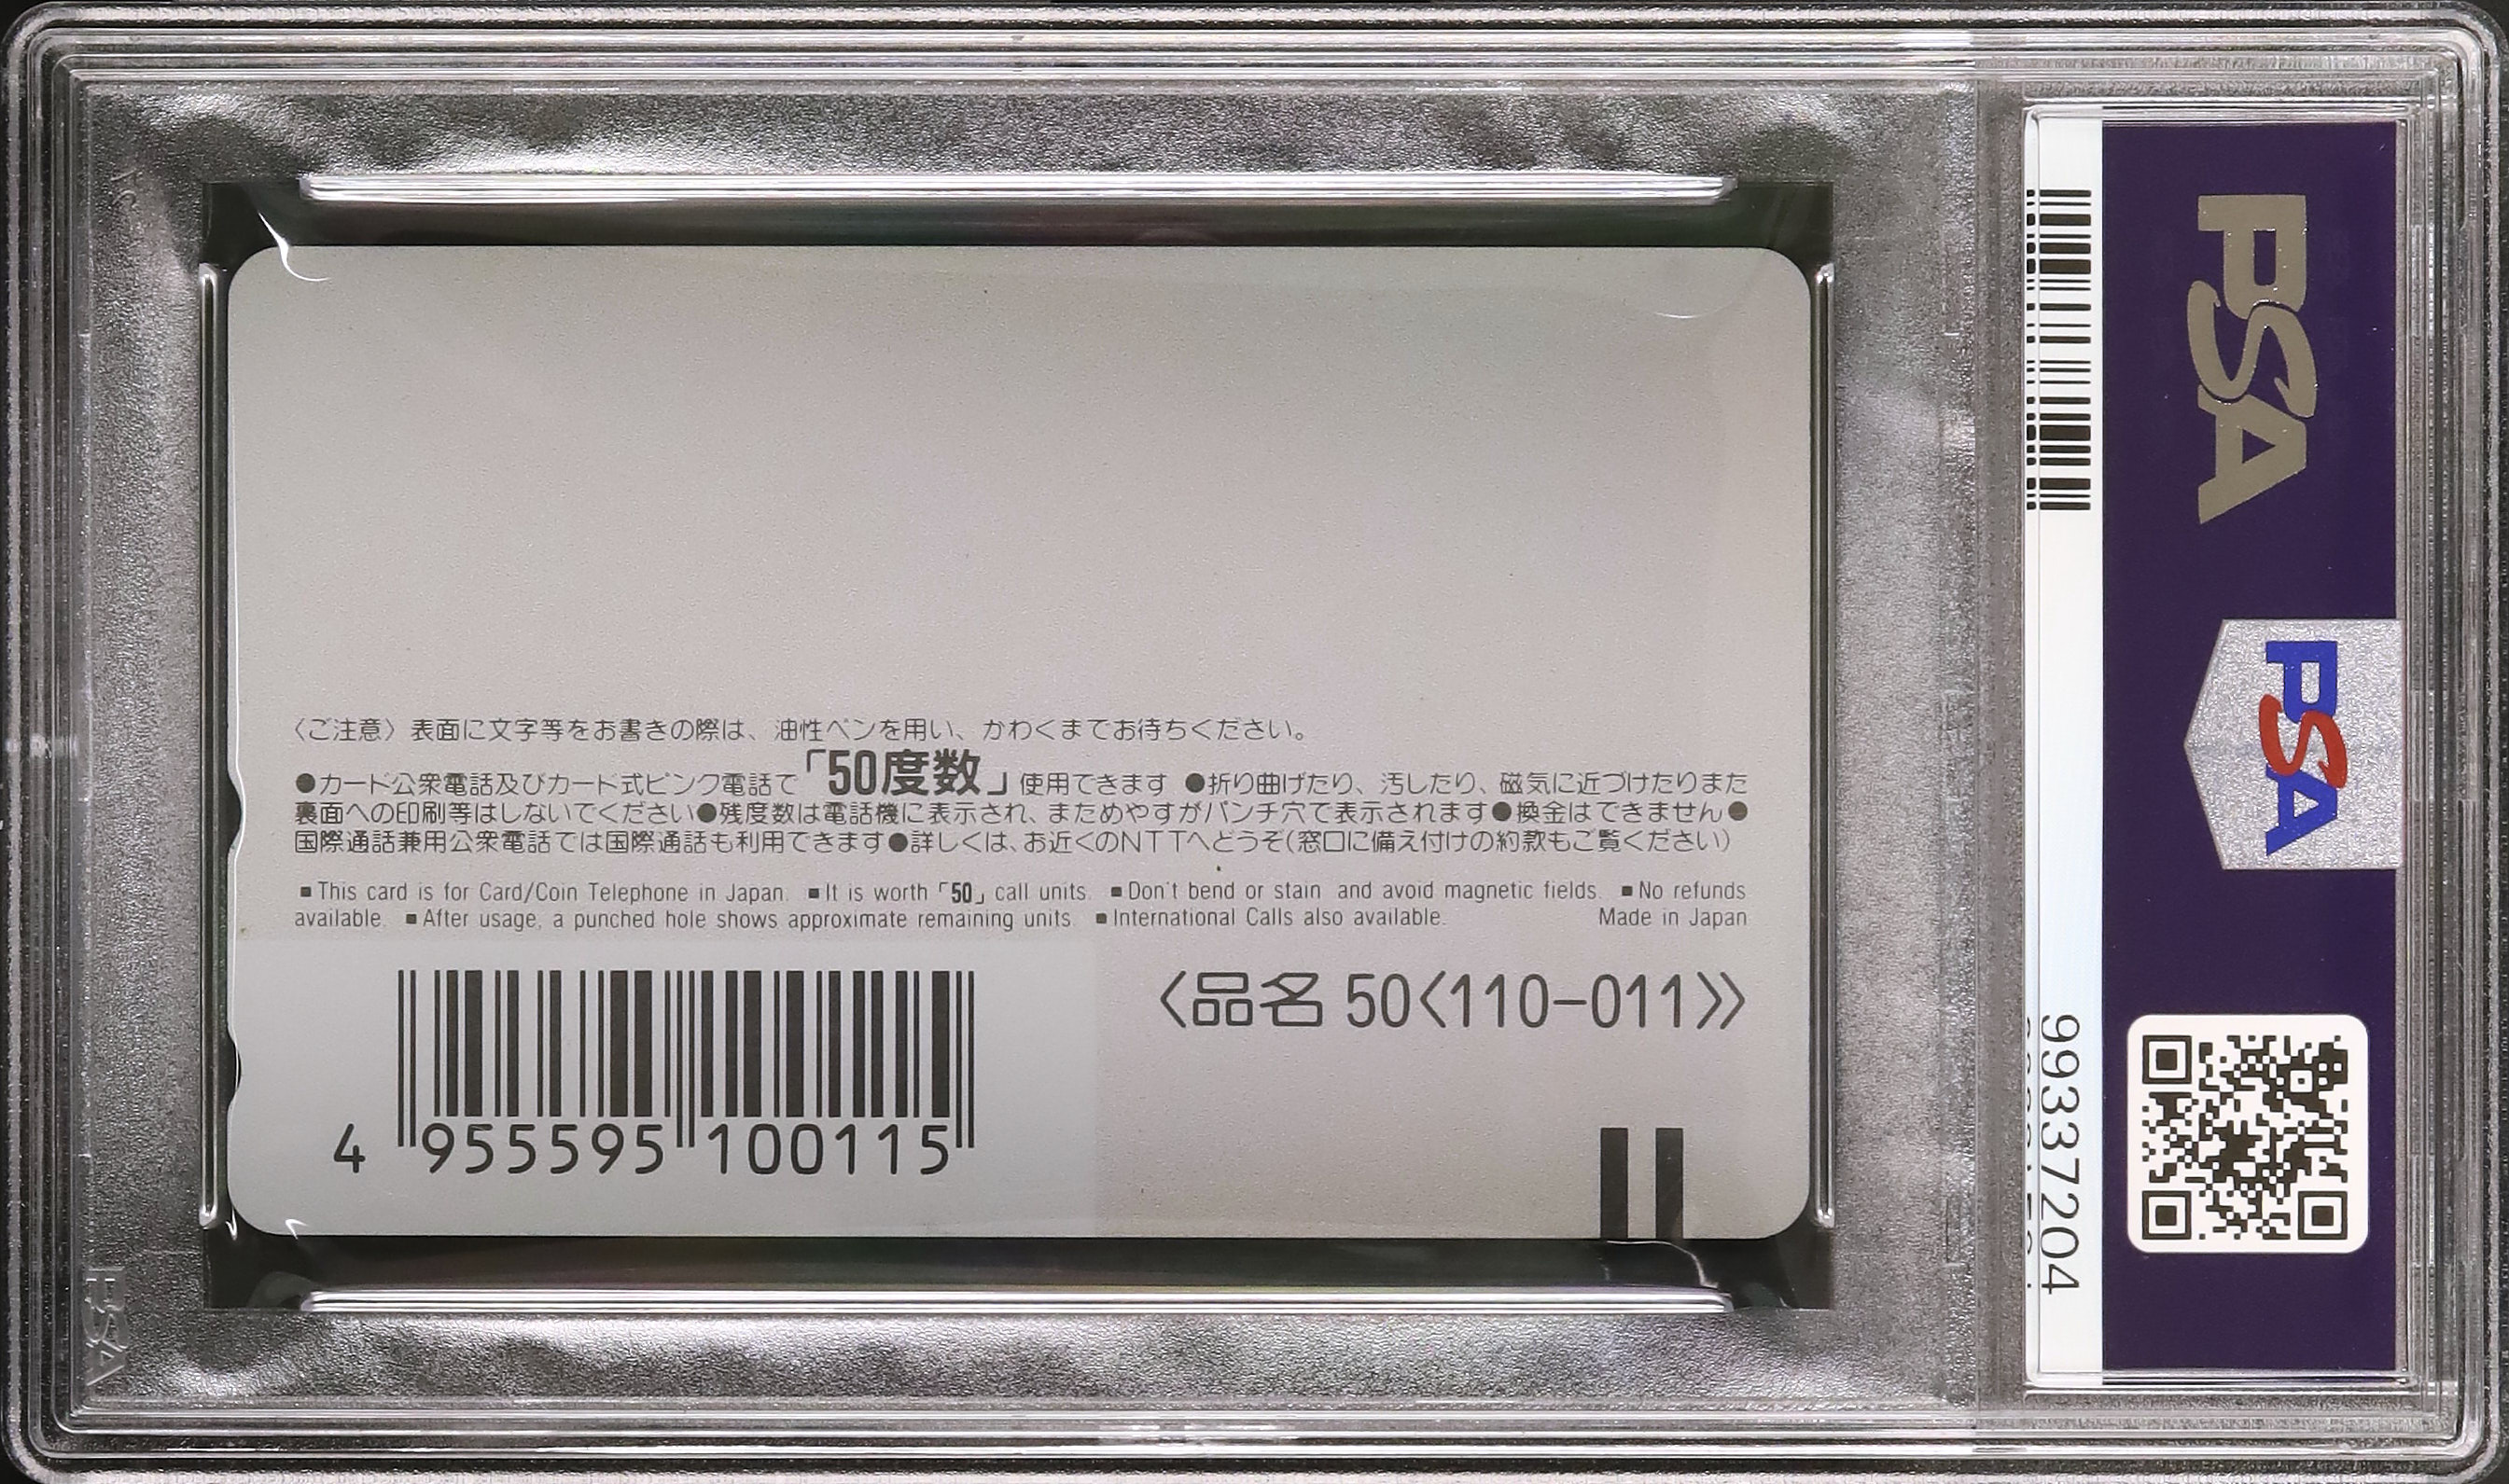 〈ご注意〉表面に文字等をお書きの際は、油性ペンを用い、かわくまでお待ちください。
●カード公衆電話及びカード式ピンク電話で「50度数」使用できます ●折り曲げたり、汚したり、磁気に近づけたりまた
裏面への印刷等はしないでください●残度数は電話機に表示され、まためやすがパンチ穴で表示されます●換金はできません●
国際通話兼用公衆電話では国際通話も利用できます●詳しくは、お近くのNTTへどうぞ(窓口に備え付けの約款もご覧ください)
■This card is for Card/Coin Telephone in Japan. ■It is worth「50」call units. ■Don't bend or stain and avoid magnetic fields. ■No refunds
available. ■After usage, a punched hole shows approximate remaining units. ■International Calls also available. Made in Japan
〈品名 50〈110-011〉〉
4 955595 100115
PSA
PSA
99337204
PSA